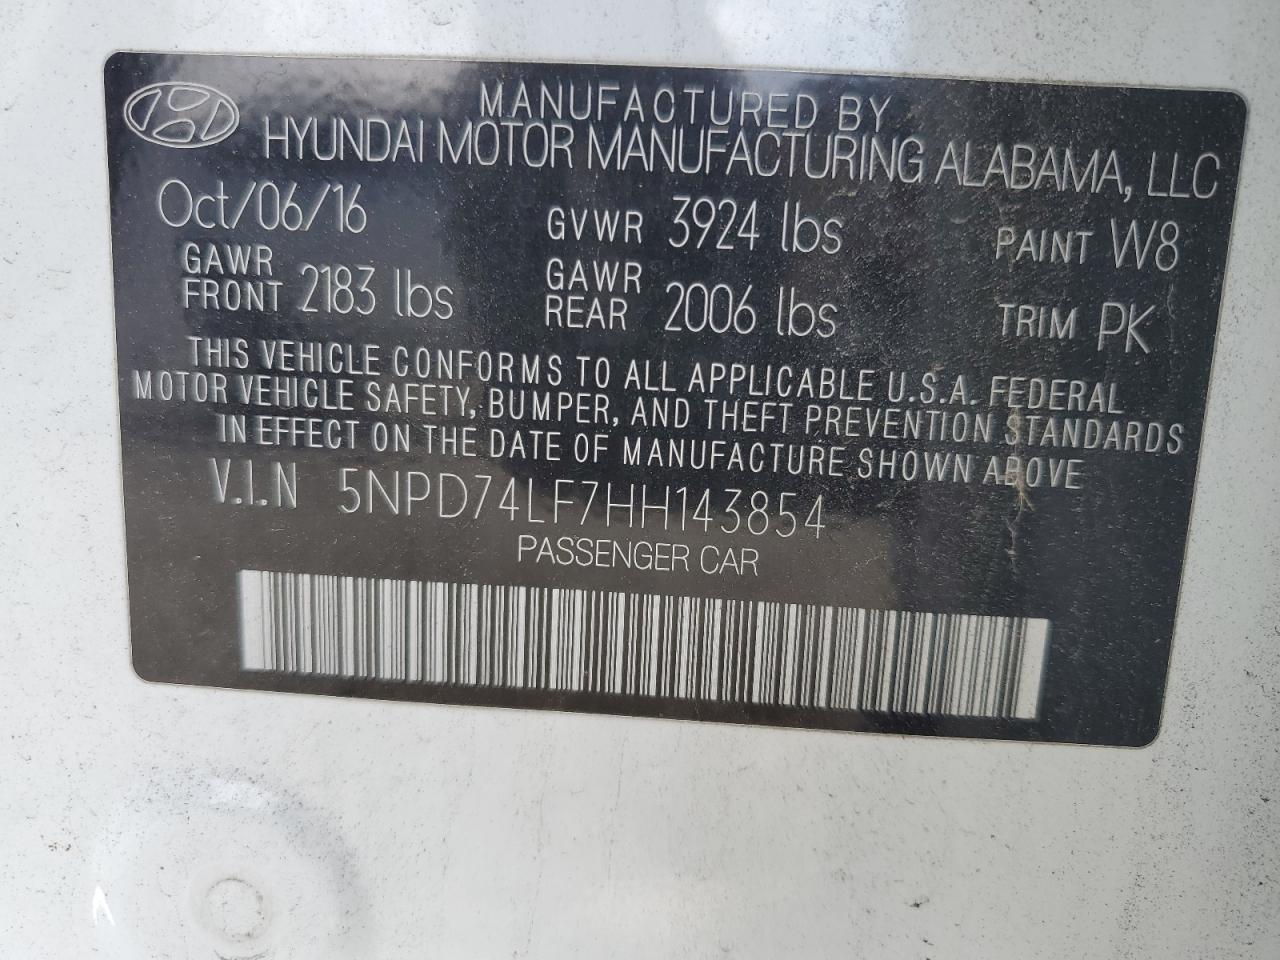 MANUFACTURED BY
HYUNDAI MOTOR MANUFACTURING ALABAMA, LLC
Oct/06/16 GVWR 3924 lbs PAINT W8
GAWR FRONT 2183 lbs GAWR REAR 2006 lbs TRIM PK
THIS VEHICLE CONFORMS TO ALL APPLICABLE U.S.A. FEDERAL
MOTOR VEHICLE SAFETY, BUMPER, AND THEFT PREVENTION STANDARDS
IN EFFECT ON THE DATE OF MANUFACTURE SHOWN ABOVE
V.I.N 5NPD74LF7HH143854
PASSENGER CAR